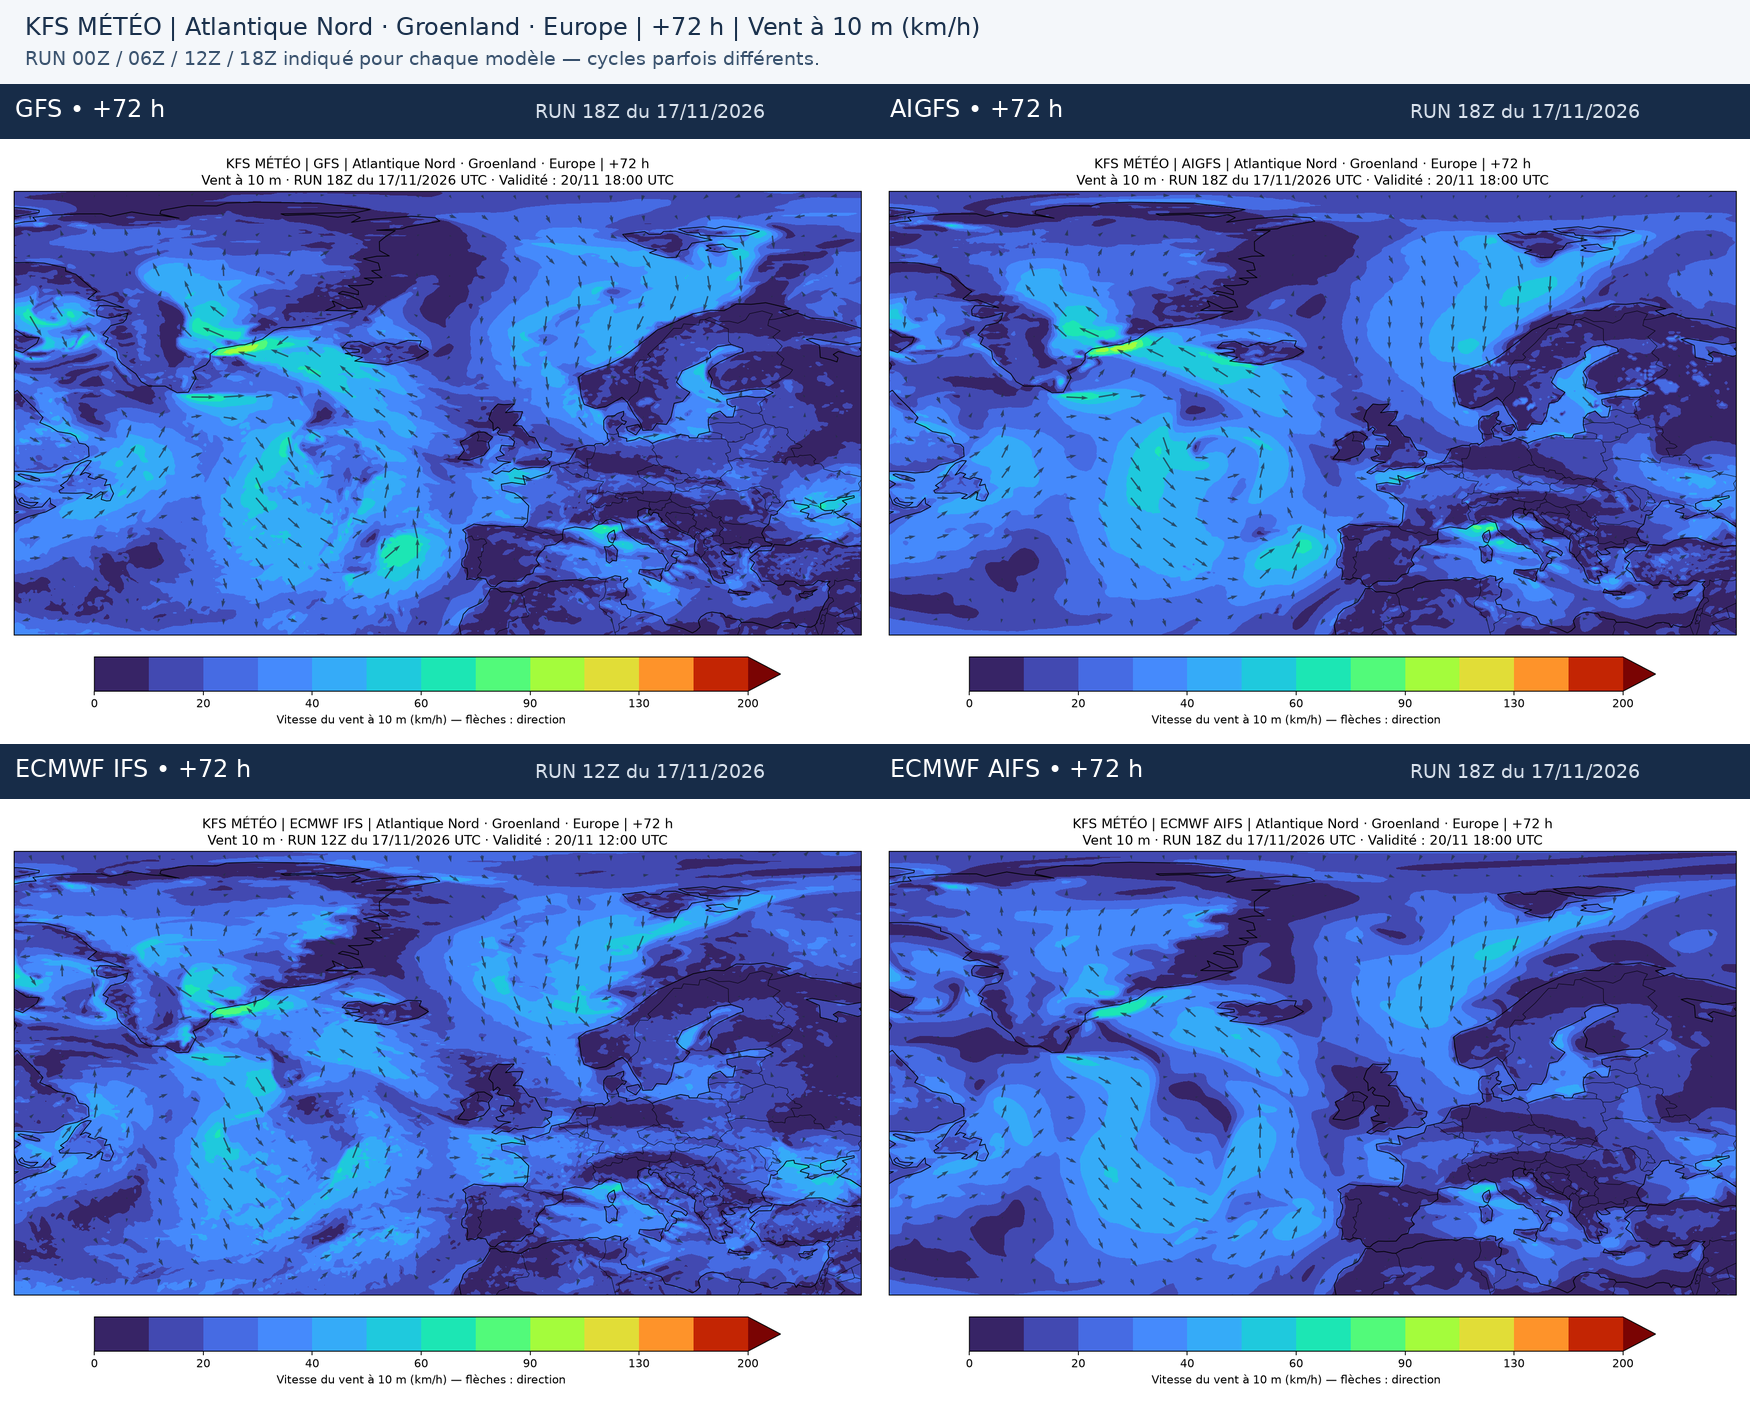 KFS MÉTÉO | Atlantique Nord · Groenland · Europe | +72 h | Vent à 10 m (km/h)
RUN 00Z / 06Z / 12Z / 18Z indiqué pour chaque modèle — cycles parfois différents.
GFS • +72 h
RUN 18Z du 17/11/2026
KFS MÉTÉO | GFS | Atlantique Nord · Groenland · Europe | +72 h
Vent à 10 m · RUN 18Z du 17/11/2026 UTC · Validité : 20/11 18:00 UTC
0 20 40 60 90 130 200
Vitesse du vent à 10 m (km/h) — flèches : direction
AIGFS • +72 h
RUN 18Z du 17/11/2026
KFS MÉTÉO | AIGFS | Atlantique Nord · Groenland · Europe | +72 h
Vent à 10 m · RUN 18Z du 17/11/2026 UTC · Validité : 20/11 18:00 UTC
0 20 40 60 90 130 200
Vitesse du vent à 10 m (km/h) — flèches : direction
ECMWF IFS • +72 h
RUN 12Z du 17/11/2026
KFS MÉTÉO | ECMWF IFS | Atlantique Nord · Groenland · Europe | +72 h
Vent 10 m · RUN 12Z du 17/11/2026 UTC · Validité : 20/11 12:00 UTC
0 20 40 60 90 130 200
Vitesse du vent à 10 m (km/h) — flèches : direction
ECMWF AIFS • +72 h
RUN 18Z du 17/11/2026
KFS MÉTÉO | ECMWF AIFS | Atlantique Nord · Groenland · Europe | +72 h
Vent 10 m · RUN 18Z du 17/11/2026 UTC · Validité : 20/11 18:00 UTC
0 20 40 60 90 130 200
Vitesse du vent à 10 m (km/h) — flèches : direction